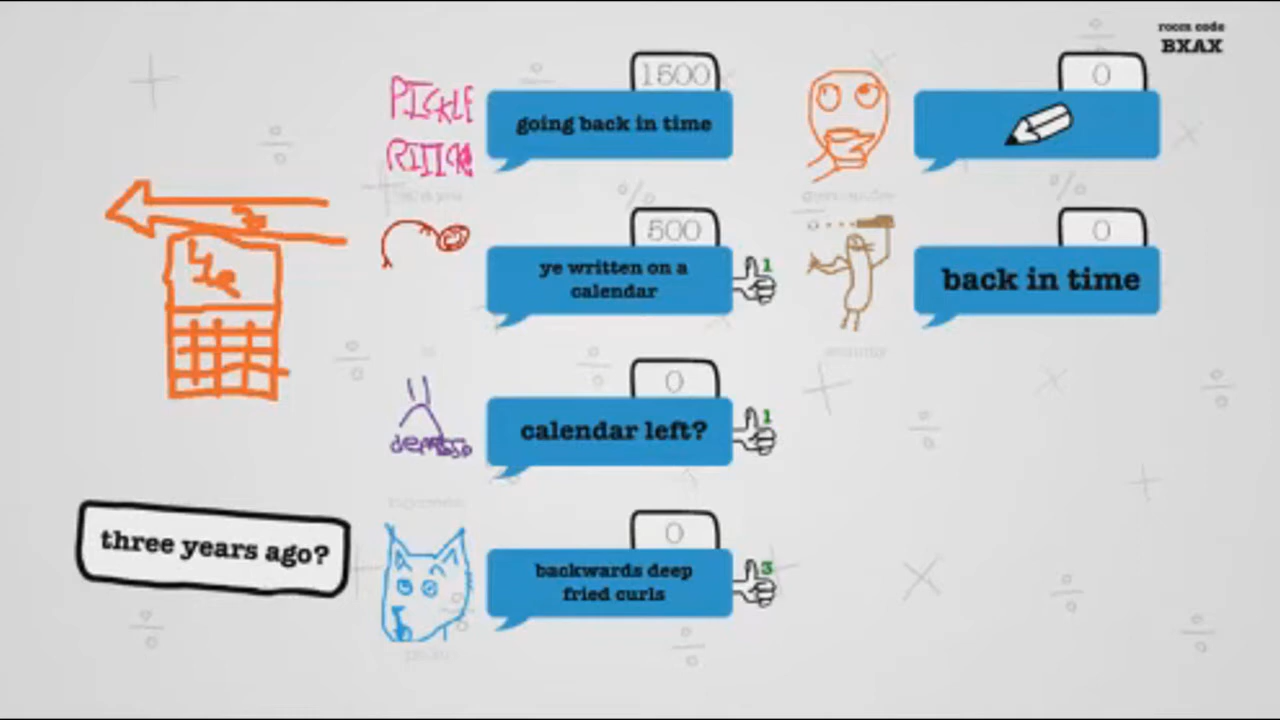 room code
BXAX
1500
PICKLE
going back in time
0
500
ye written on a
calendar
1
0
back in time
0
calendar left?
1
0
backwards deep
fried curls
3
three years ago?